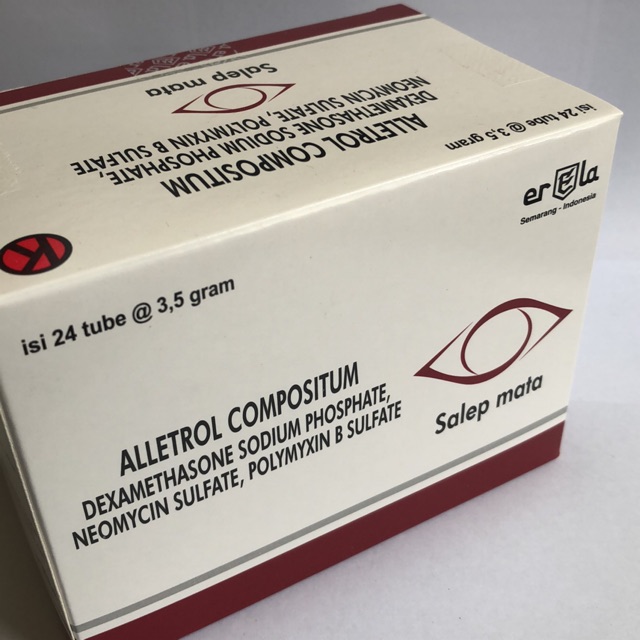 Salep mata
ALLETROL COMPOSITUM
DEXAMETHASONE SODIUM PHOSPHATE,
NEOMYCIN SULFATE, POLYMYXIN B SULFATE
isi 24 tube @ 3,5 gram
K
isi 24 tube @ 3,5 gram
ALLETROL COMPOSITUM
DEXAMETHASONE SODIUM PHOSPHATE,
NEOMYCIN SULFATE, POLYMYXIN B SULFATE
erEla
Semarang - Indonesia
Salep mata